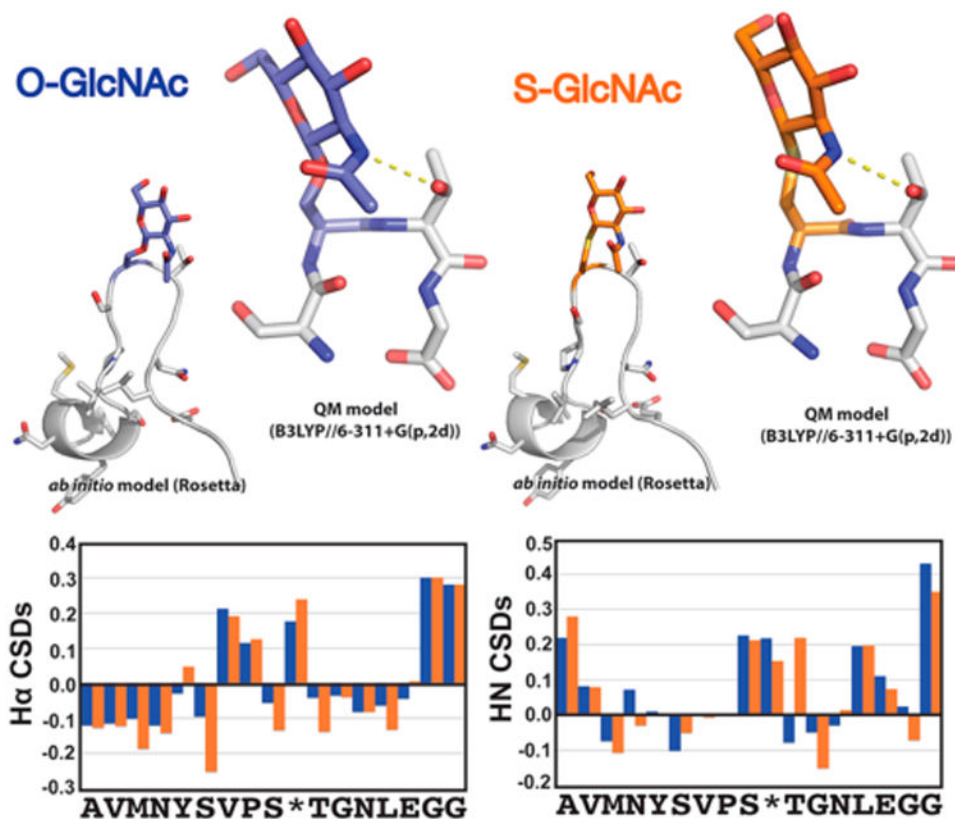 O-GlcNAc
S-GlcNAc
QM model
(B3LYP//6-311+G(p,2d))
QM model
(B3LYP//6-311+G(p,2d))
ab initio model (Rosetta)
ab initio model (Rosetta)
Hα CSDs
0.4
0.3
0.2
0.1
0.0
-0.1
-0.2
-0.3
AVMNYSVPS*TGNLEGG
HN CSDs
0.5
0.4
0.3
0.2
0.1
0.0
-0.1
-0.2
AVMNYSVPS*TGNLEGG